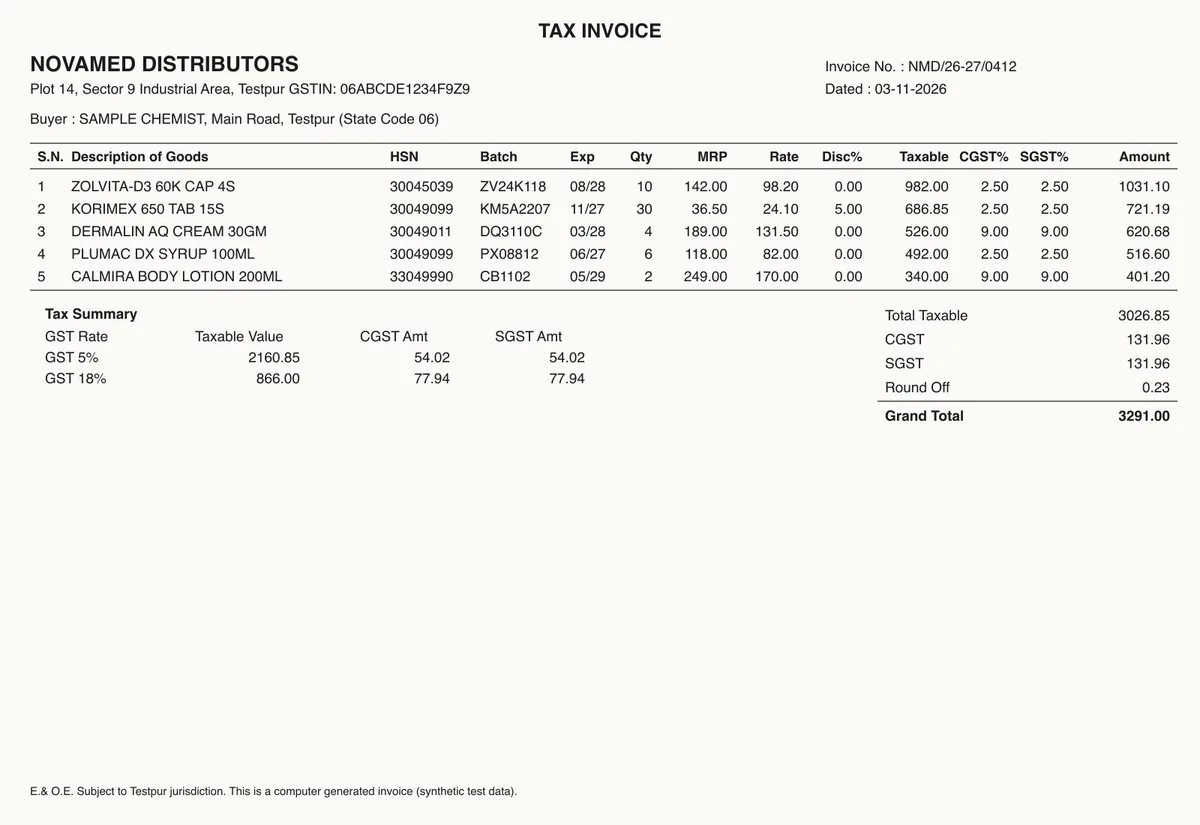 TAX INVOICE
NOVAMED DISTRIBUTORS
Invoice No. : NMD/26-27/0412
Plot 14, Sector 9 Industrial Area, Testpur GSTIN: 06ABCDE1234F9Z9
Dated : 03-11-2026
Buyer : SAMPLE CHEMIST, Main Road, Testpur (State Code 06)
S.N. Description of Goods HSN Batch Exp Qty MRP Rate Disc% Taxable CGST% SGST% Amount
1 ZOLVITA-D3 60K CAP 4S 30045039 ZV24K118 08/28 10 142.00 98.20 0.00 982.00 2.50 2.50 1031.10
2 KORIMEX 650 TAB 15S 30049099 KM5A2207 11/27 30 36.50 24.10 5.00 686.85 2.50 2.50 721.19
3 DERMALIN AQ CREAM 30GM 30049011 DQ3110C 03/28 4 189.00 131.50 0.00 526.00 9.00 9.00 620.68
4 PLUMAC DX SYRUP 100ML 30049099 PX08812 06/27 6 118.00 82.00 0.00 492.00 2.50 2.50 516.60
5 CALMIRA BODY LOTION 200ML 33049990 CB1102 05/29 2 249.00 170.00 0.00 340.00 9.00 9.00 401.20
Tax Summary
GST Rate Taxable Value CGST Amt SGST Amt
GST 5% 2160.85 54.02 54.02
GST 18% 866.00 77.94 77.94
Total Taxable 3026.85
CGST 131.96
SGST 131.96
Round Off 0.23
Grand Total 3291.00
E.& O.E. Subject to Testpur jurisdiction. This is a computer generated invoice (synthetic test data).